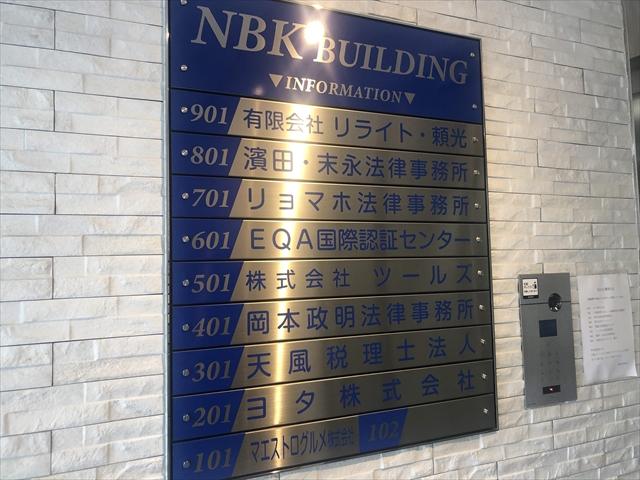 NBK BUILDING
▼INFORMATION▼
901 有限会社 リライト・頼光
801 濱田・末永法律事務所
701 リョマホ法律事務所
601 EQA国際認証センター
501 株式会社 ツールズ
401 岡本政明法律事務所
301 天風税理士法人
201 ヨタ株式会社
101 マエストログルメ株式会社 102